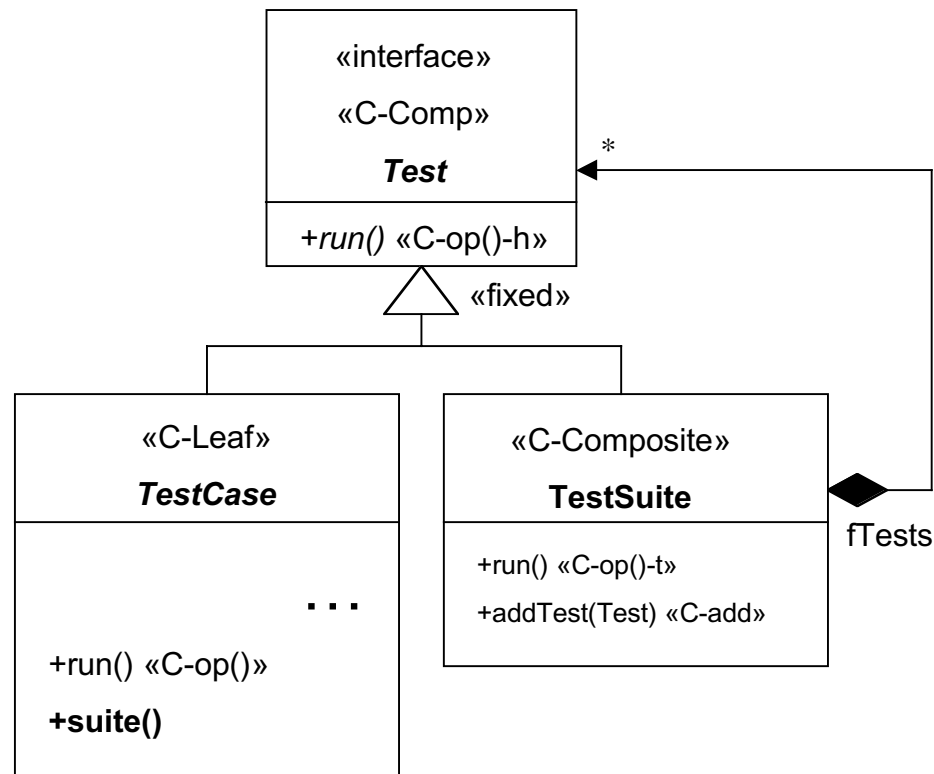 «interface»
«C-Comp»
Test
*
+run() «C-op()-h»
«fixed»
«C-Leaf»
TestCase
...
+run() «C-op()»
+suite()
«C-Composite»
TestSuite
fTests
+run() «C-op()-t»
+addTest(Test) «C-add»